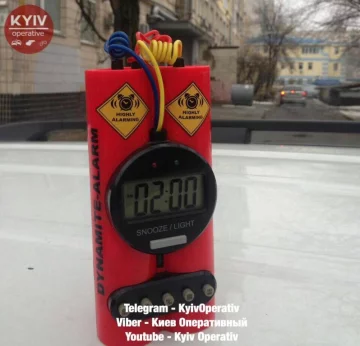 KYIV
operative
HIGHLY
ALARMING
HIGHLY
ALARMING
DYNAMITE-ALARM
02:00
SNOOZE / LIGHT
Telegram - KyivOperativ
Viber - Киев Оперативный
Youtube - Kyiv Operativ